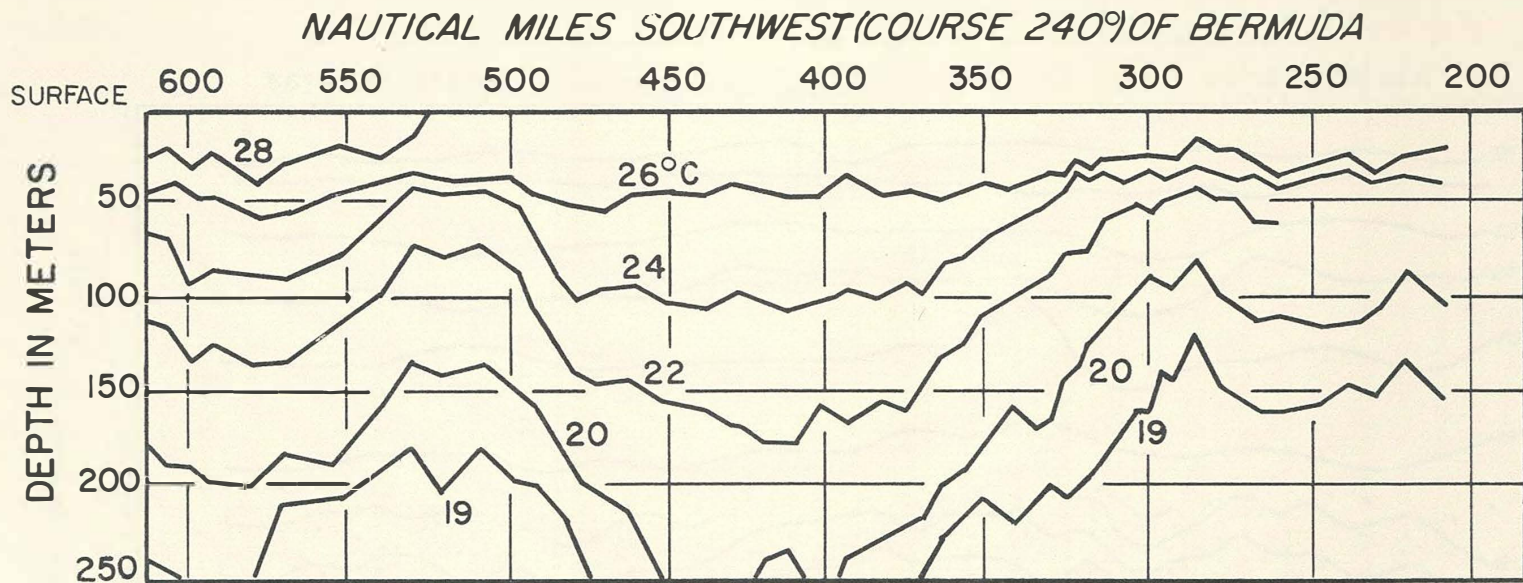 NAUTICAL MILES SOUTHWEST (COURSE 240°) OF BERMUDA
600 550 500 450 400 350 300 250 200
SURFACE
28
26°C
50
24
100
22
150
20
20
19
200
19
250
DEPTH IN METERS